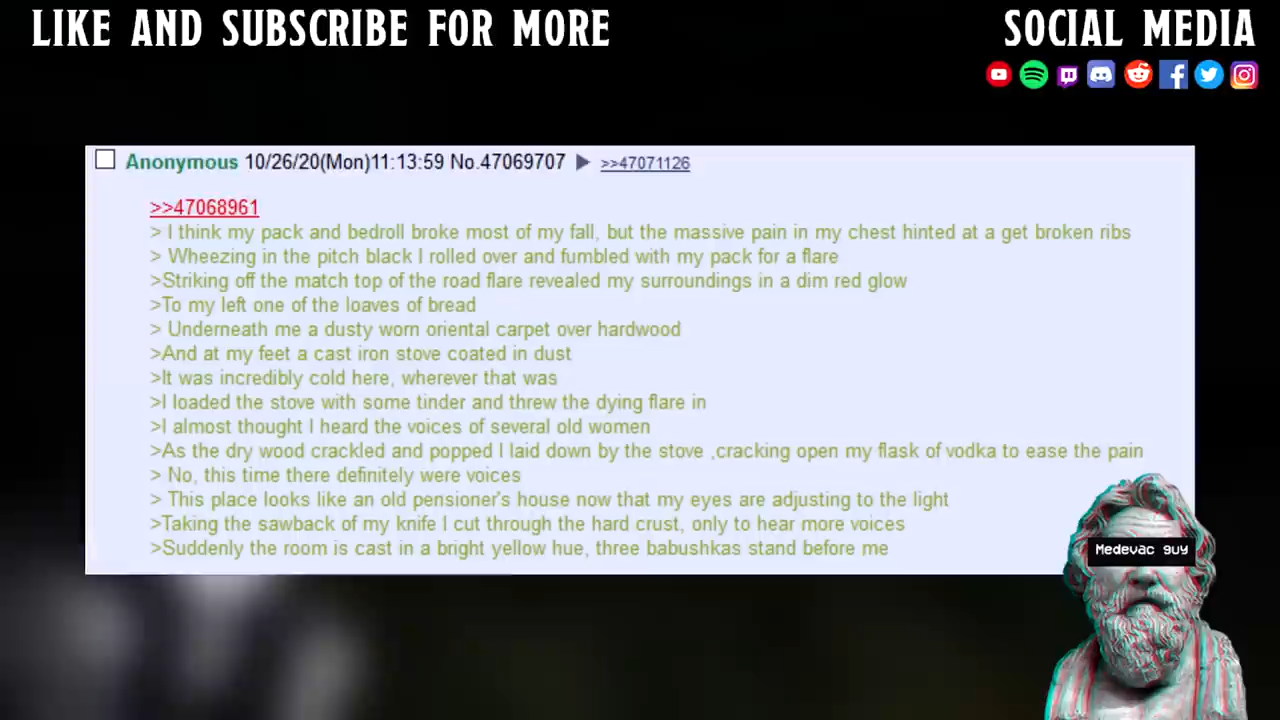 LIKE AND SUBSCRIBE FOR MORE
SOCIAL MEDIA
Anonymous 10/26/20(Mon)11:13:59 No.47069707 ▶ >>47071126
>>47068961
> I think my pack and bedroll broke most of my fall, but the massive pain in my chest hinted at a get broken ribs
> Wheezing in the pitch black I rolled over and fumbled with my pack for a flare
>Striking off the match top of the road flare revealed my surroundings in a dim red glow
>To my left one of the loaves of bread
> Underneath me a dusty worn oriental carpet over hardwood
>And at my feet a cast iron stove coated in dust
>It was incredibly cold here, wherever that was
>I loaded the stove with some tinder and threw the dying flare in
>I almost thought I heard the voices of several old women
>As the dry wood crackled and popped I laid down by the stove ,cracking open my flask of vodka to ease the pain
> No, this time there definitely were voices
> This place looks like an old pensioner's house now that my eyes are adjusting to the light
>Taking the sawback of my knife I cut through the hard crust, only to hear more voices
>Suddenly the room is cast in a bright yellow hue, three babushkas stand before me
Medevac guy